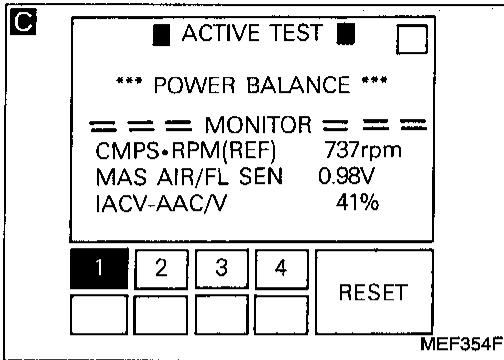 C
ACTIVE TEST
*** POWER BALANCE ***
= = = MONITOR = = =
CMPS•RPM(REF) 737rpm
MAS AIR/FL SEN 0.98V
IACV-AAC/V 41%
1 2 3 4 RESET
MEF354F